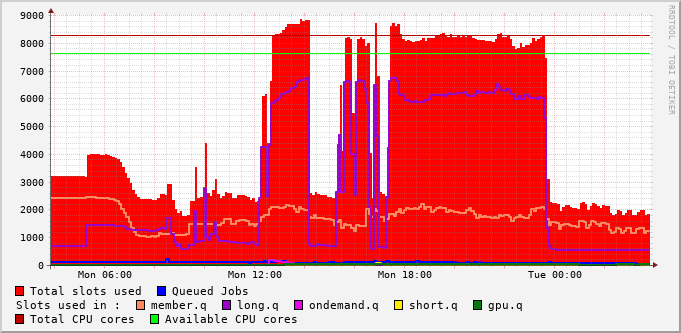 RRDTOOL / TOBI OETIKER
9000
8000
7000
6000
5000
4000
3000
2000
1000
0
Mon 06:00 Mon 12:00 Mon 18:00 Tue 00:00
Total slots used Queued Jobs
Slots used in : member.q long.q ondemand.q short.q gpu.q
Total CPU cores Available CPU cores